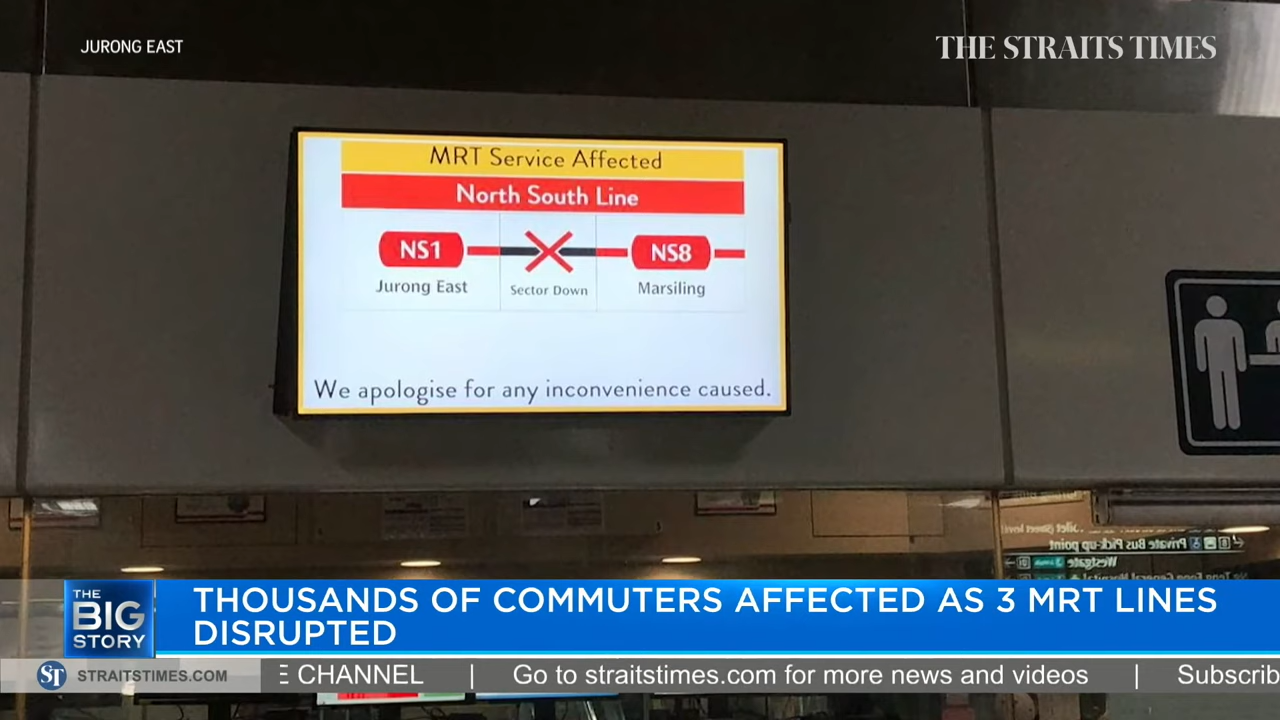 JURONG EAST
THE STRAITS TIMES
MRT Service Affected
North South Line
NS1
NS8
Jurong East
Sector Down
Marsiling
We apologise for any inconvenience caused.
Private Bus Pick-up point
Westgate
THE
BIG
STORY
THOUSANDS OF COMMUTERS AFFECTED AS 3 MRT LINES
DISRUPTED
ST STRAITSTIMES.COM
CHANNEL | Go to straitstimes.com for more news and videos | Subscrib